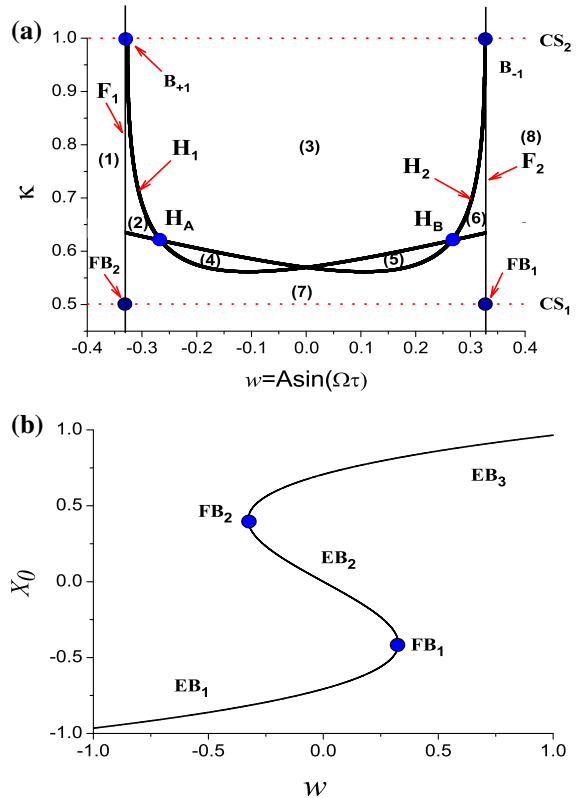 (a)
1.0
CS₂
B₊₁
B₋₁
F₁
0.9
0.8
(1)
(3)
(8)
H₁
H₂
F₂
κ
0.7
(2)
H_A
H_B
(6)
0.6
(4)
(5)
FB₂
(7)
FB₁
0.5
CS₁
-0.4 -0.3 -0.2 -0.1 0.0 0.1 0.2 0.3 0.4
w=Asin(Ωτ)
(b)
1.0
EB₃
0.5
FB₂
X₀
0.0
EB₂
-0.5
FB₁
EB₁
-1.0
-1.0 -0.5 0.0 0.5 1.0
w